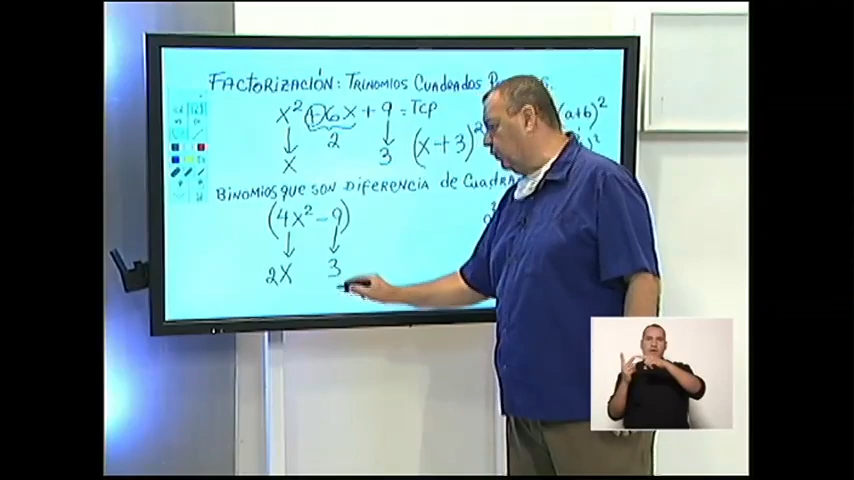 FACTORIZACIÓN: TRINOMIOS CUADRADOS
x² + 6x + 9 = Tcp
(a+b)²
2
x
3
(x+3)²
BINOMIOS que SON DIFERENCIA de
(4x² - 9)
2x 3